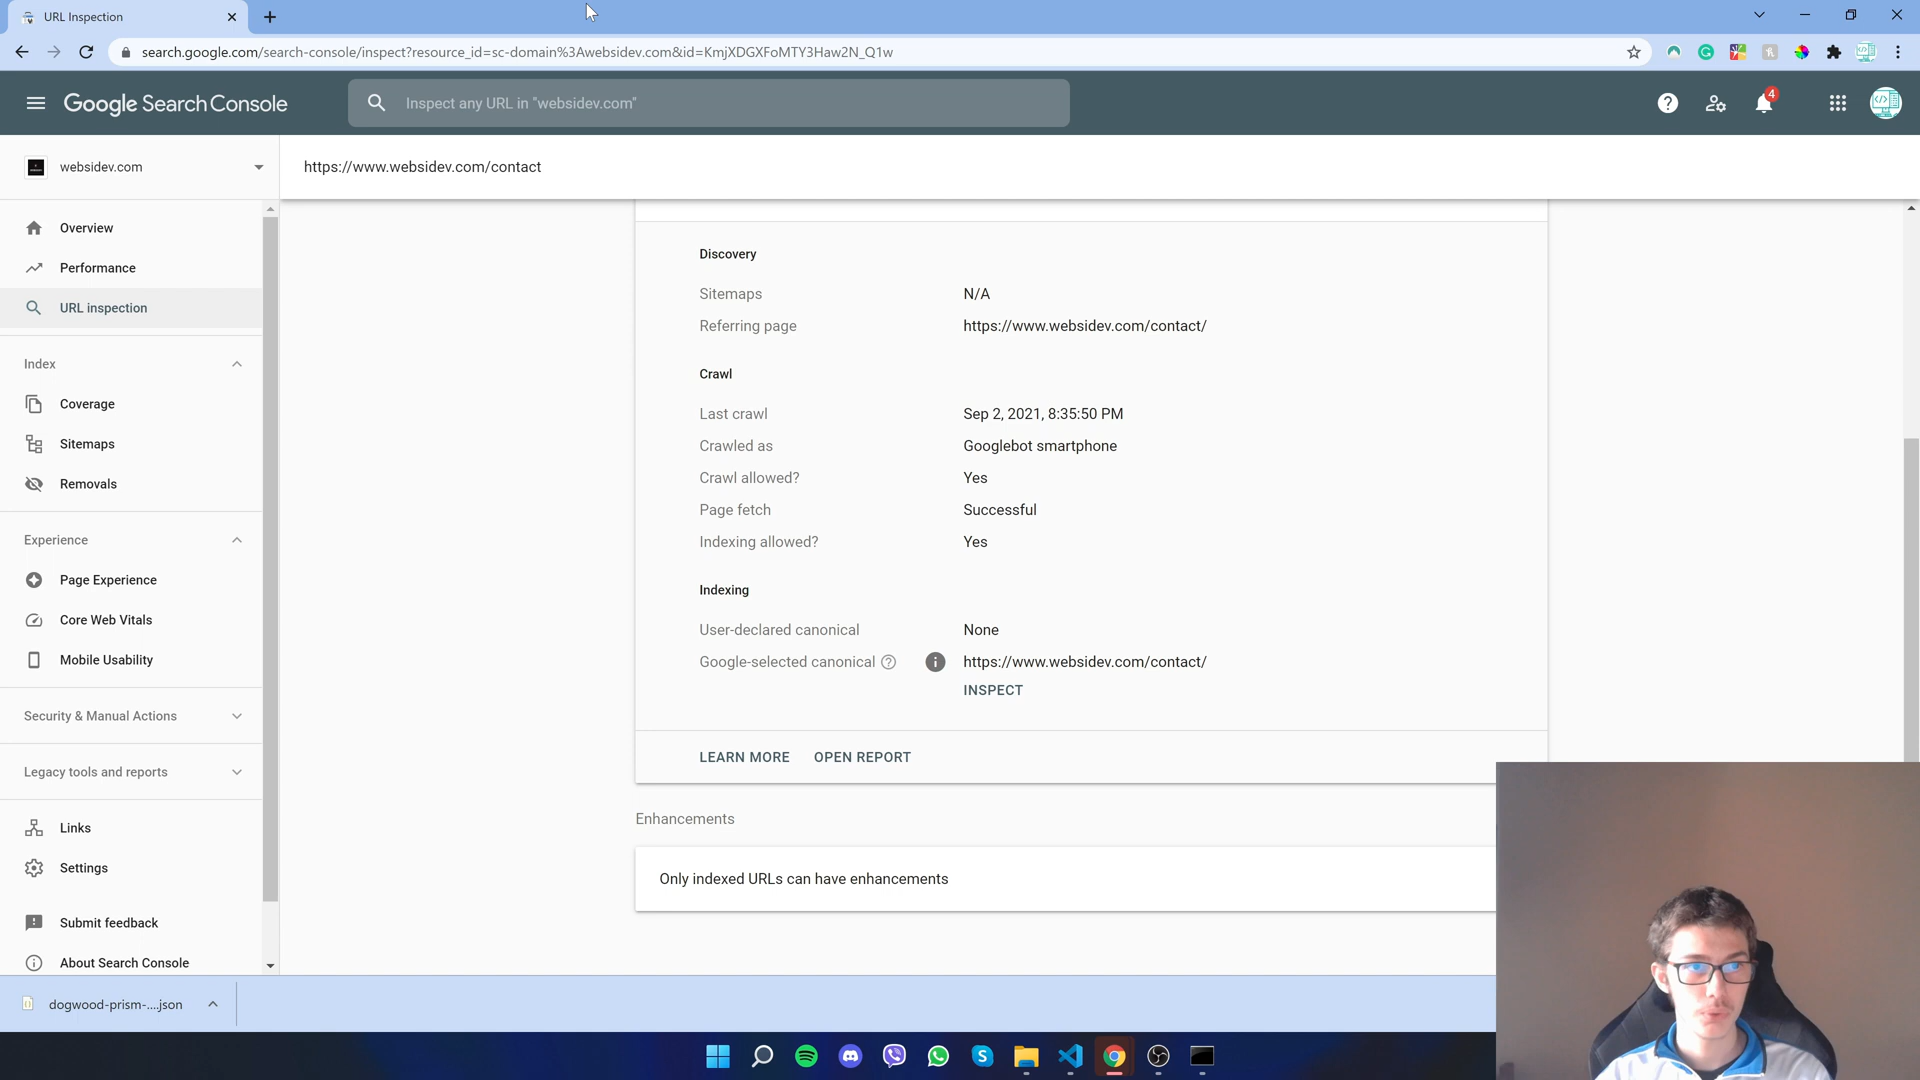 URL Inspection
search.google.com/search-console/inspect?resource_id=sc-domain%3Awebsidev.com&id=KmjXDGXFoMTY3Haw2N_Q1w
Google Search Console
Inspect any URL in "websidev.com"
4
websidev.com
https://www.websidev.com/contact
Overview
Performance
URL inspection
Index
Coverage
Sitemaps
Removals
Experience
Page Experience
Core Web Vitals
Mobile Usability
Security & Manual Actions
Legacy tools and reports
Links
Settings
Submit feedback
About Search Console
Discovery
Sitemaps N/A
Referring page https://www.websidev.com/contact/
Crawl
Last crawl Sep 2, 2021, 8:35:50 PM
Crawled as Googlebot smartphone
Crawl allowed? Yes
Page fetch Successful
Indexing allowed? Yes
Indexing
User-declared canonical None
Google-selected canonical https://www.websidev.com/contact/
INSPECT
LEARN MORE OPEN REPORT
Enhancements
Only indexed URLs can have enhancements
dogwood-prism-....json